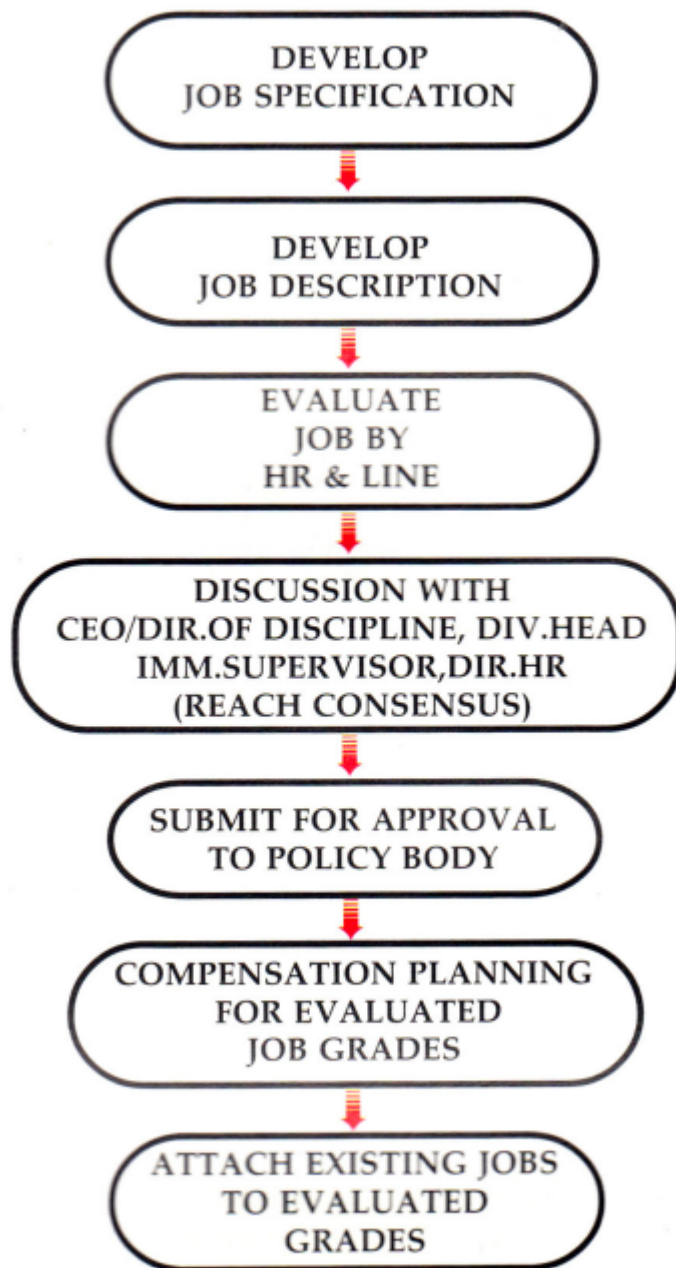 DEVELOP
JOB SPECIFICATION
DEVELOP
JOB DESCRIPTION
EVALUATE
JOB BY
HR & LINE
DISCUSSION WITH
CEO/DIR.OF DISCIPLINE, DIV.HEAD
IMM.SUPERVISOR,DIR.HR
(REACH CONSENSUS)
SUBMIT FOR APPROVAL
TO POLICY BODY
COMPENSATION PLANNING
FOR EVALUATED
JOB GRADES
ATTACH EXISTING JOBS
TO EVALUATED
GRADES